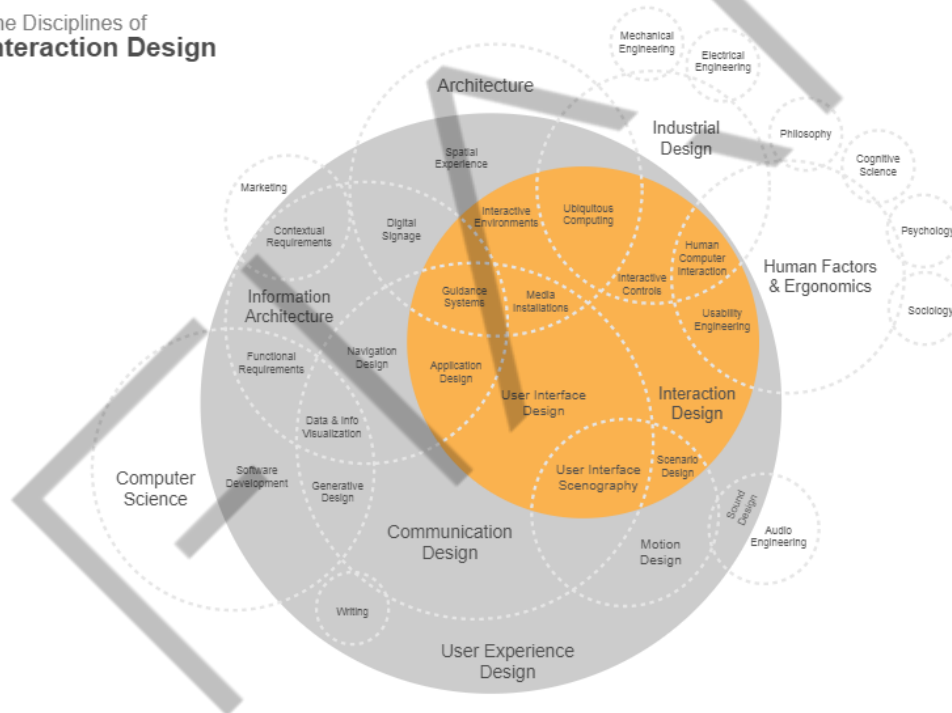 he Disciplines of
nteraction Design
Mechanical
Engineering
Electrical
Engineering
Architecture
Industrial
Design
Philosophy
Cognitive
Science
Spatial
Experience
Marketing
Contextual
Requirements
Digital
Signage
Interactive
Environments
Ubiquitous
Computing
Psychology
Human
Computer
Interaction
Human Factors
& Ergonomics
Interactive
Controls
Information
Architecture
Guidance
Systems
Media
Installations
Usability
Engineering
Sociology
Functional
Requirements
Navigation
Design
Application
Design
User Interface
Design
Interaction
Design
Data & Info
Visualization
Computer
Science
Software
Development
Generative
Design
User Interface
Scenography
Scenario
Design
Sound
Design
Audio
Engineering
Communication
Design
Motion
Design
Writing
User Experience
Design